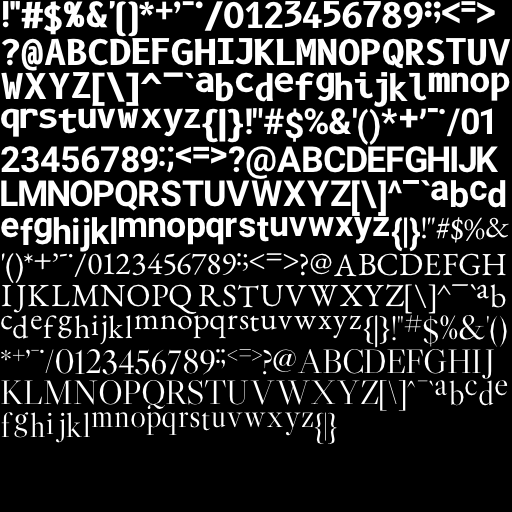 !"#$%&'()*+,-./0123456789:;<=>
?@ABCDEFGHIJKLMNOPQRSTUV
WXYZ[\]^_`abcdefghijklmnop
qrstuvwxyz{|}!"#$%&'()*+,-./01
23456789:;<=>?@ABCDEFGHIJK
LMNOPQRSTUVWXYZ[\]^_`abcd
efghijklmnopqrstuvwxyz{|}!"#$%&
'()*+,-./0123456789:;<=>?@ABCDEFGH
IJKLMNOPQRSTUVWXYZ[\]^_`ab
cdefghijklmnopqrstuvwxyz{|}!"#$%&'()
*+,-./0123456789:;<=>?@ABCDEFGHIJ
KLMNOPQRSTUVWXYZ[\]^_`abcde
fghijklmnopqrstuvwxyz{|}